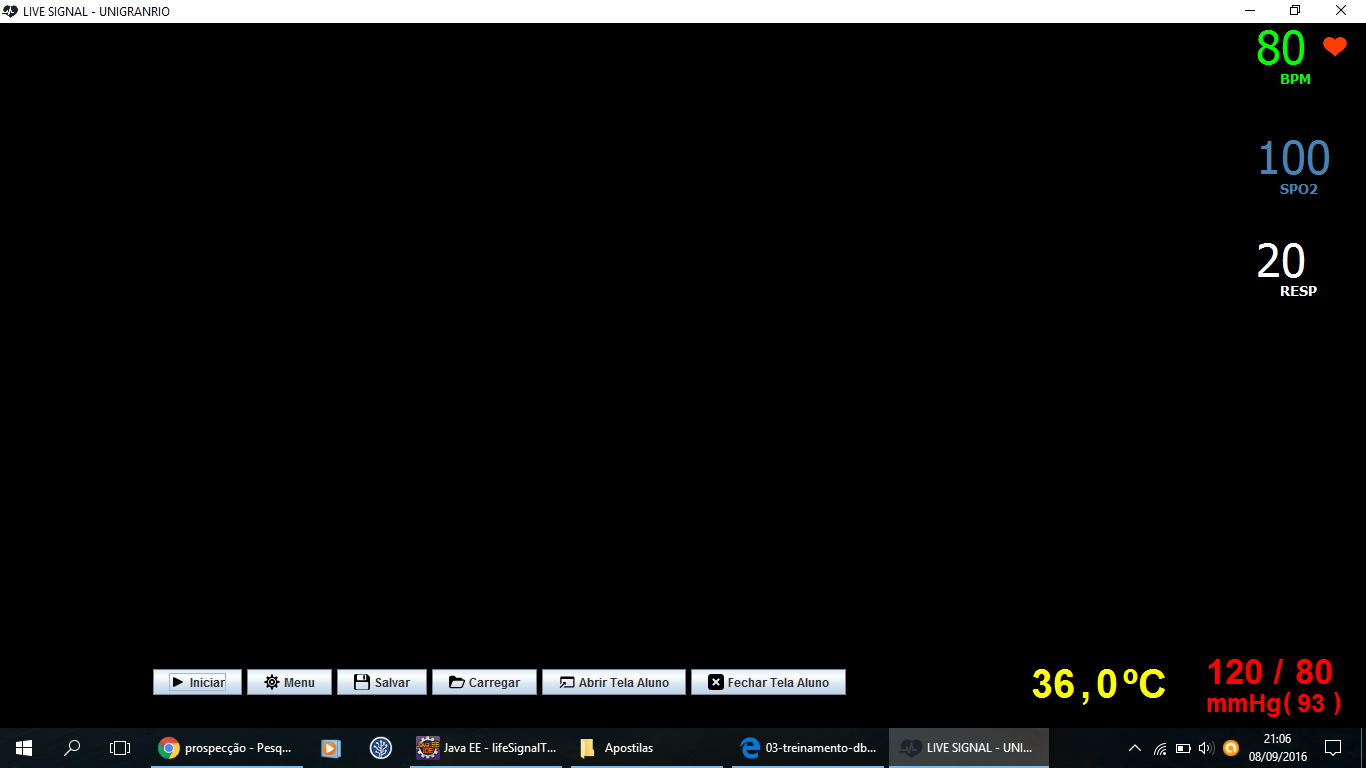 LIVE SIGNAL - UNIGRANRIO
80
BPM
100
SPO2
20
RESP
Iniciar
Menu
Salvar
Carregar
Abrir Tela Aluno
Fechar Tela Aluno
36,0ºC
120 / 80
mmHg( 93 )
prospecção - Pesq...
Java EE - lifeSignalT...
Apostilas
03-treinamento-db...
LIVE SIGNAL - UNI...
21:06
08/09/2016